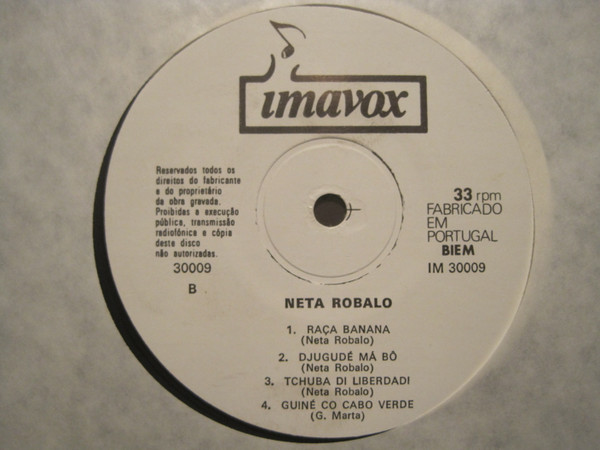 imavox
Reservados todos os
direitos do fabricante
e do proprietário
da obra gravada.
Proibidas a execução
pública, transmissão
radiofónica e cópia
deste disco
não autorizadas.
30009
B
33 rpm
FABRICADO
EM
PORTUGAL
BIEM
IM 30009
NETA ROBALO
1. RAÇA BANANA
(Neta Robalo)
2. DJUGUDÉ MÁ BÔ
(Neta Robalo)
3. TCHUBA DI LIBERDADI
(Neta Robalo)
4. GUINÉ CO CABO VERDE
(G. Marta)